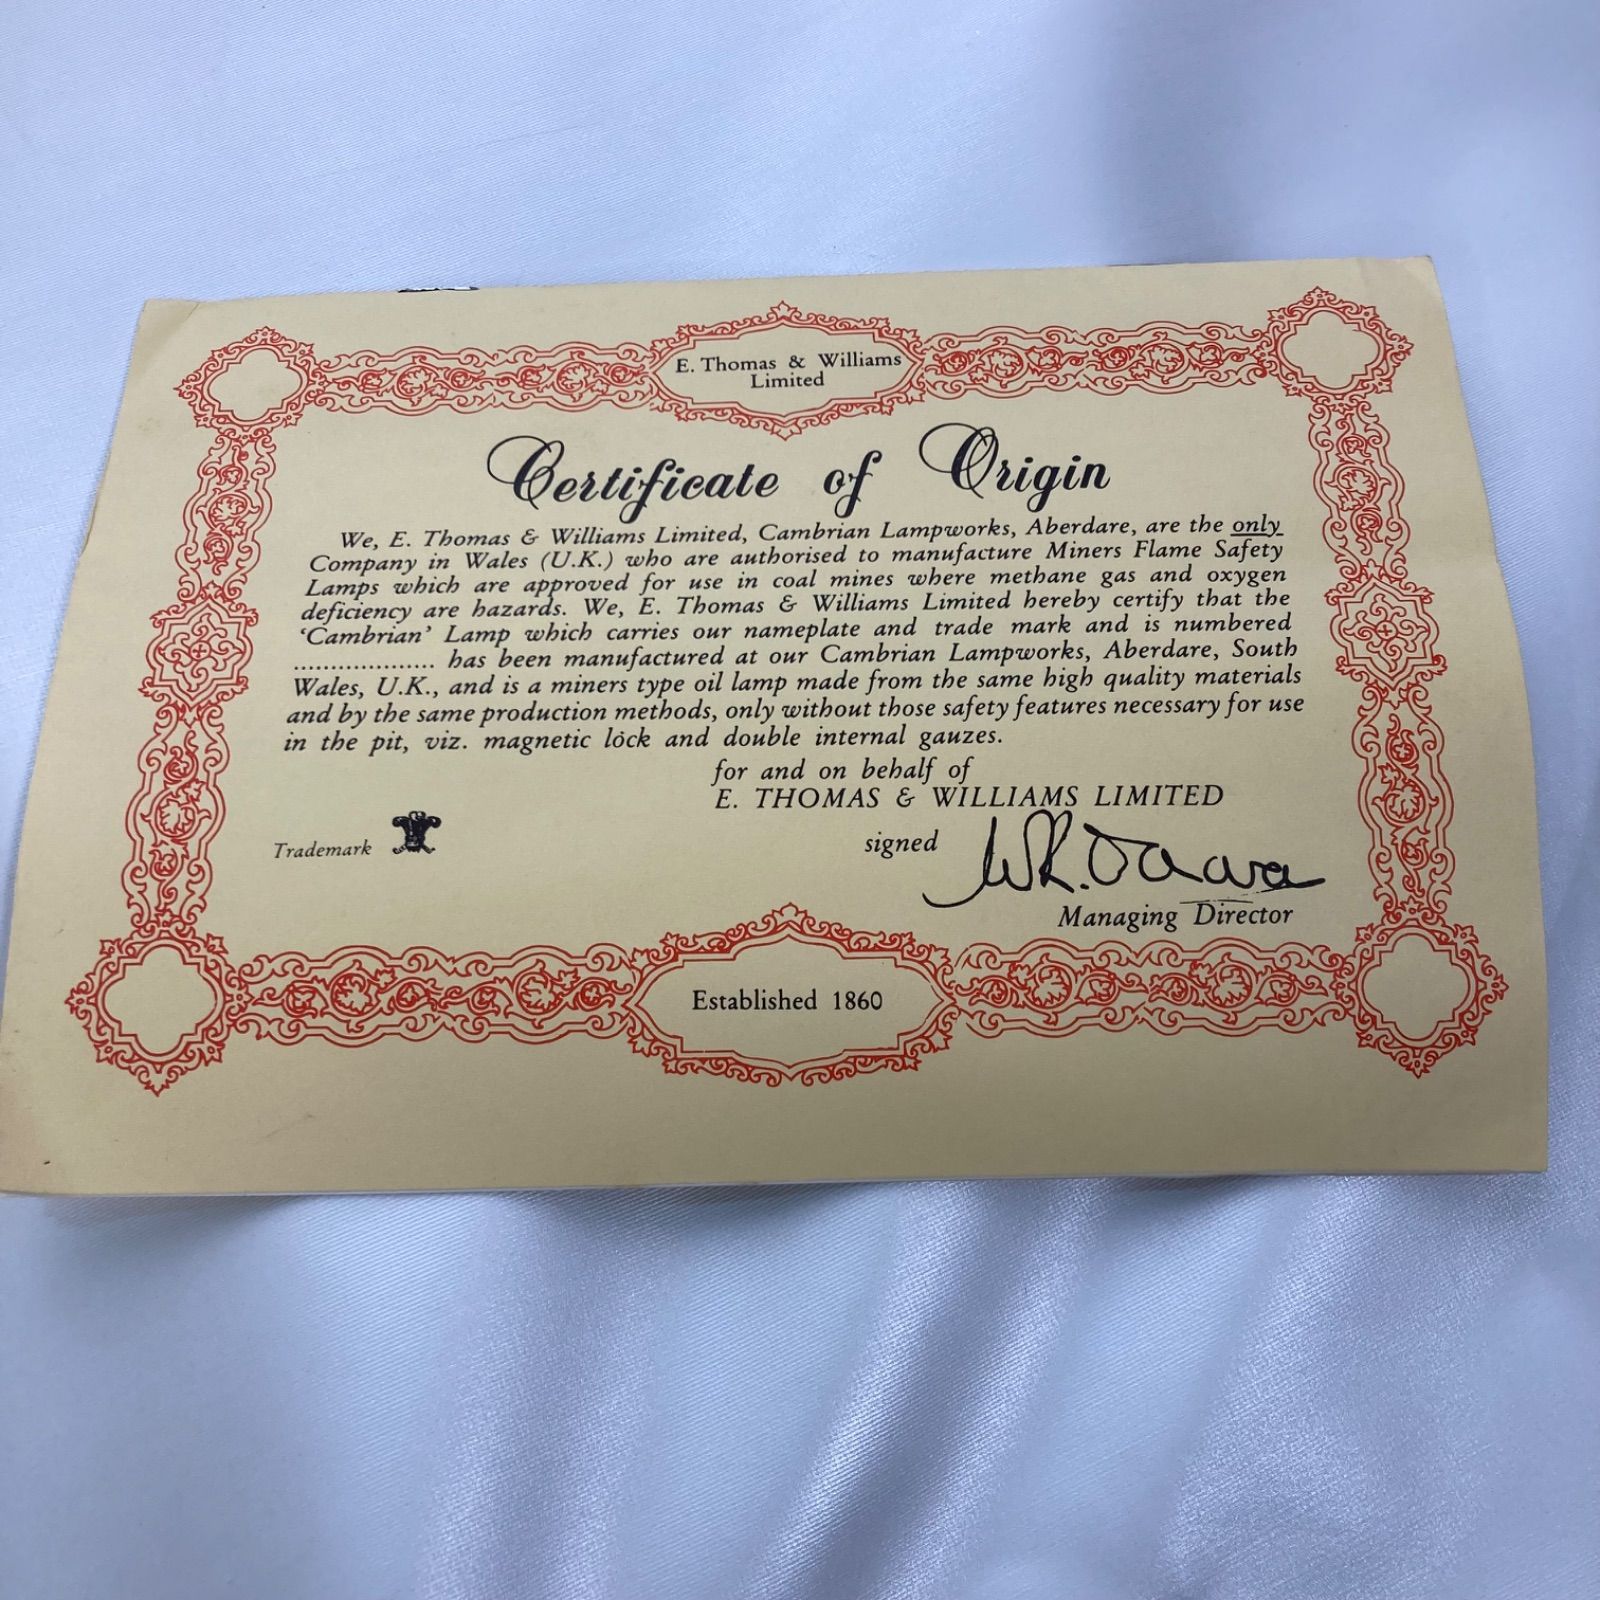 E. Thomas & Williams
Limited
Certificate of Origin
We, E. Thomas & Williams Limited, Cambrian Lampworks, Aberdare, are the only
Company in Wales (U.K.) who are authorised to manufacture Miners Flame Safety
Lamps which are approved for use in coal mines where methane gas and oxygen
deficiency are hazards. We, E. Thomas & Williams Limited hereby certify that the
‘Cambrian’ Lamp which carries our nameplate and trade mark and is numbered
.................... has been manufactured at our Cambrian Lampworks, Aberdare, South
Wales, U.K., and is a miners type oil lamp made from the same high quality materials
and by the same production methods, only without those safety features necessary for use
in the pit, viz. magnetic lock and double internal gauzes.
for and on behalf of
E. THOMAS & WILLIAMS LIMITED
Trademark
signed
Managing Director
Established 1860